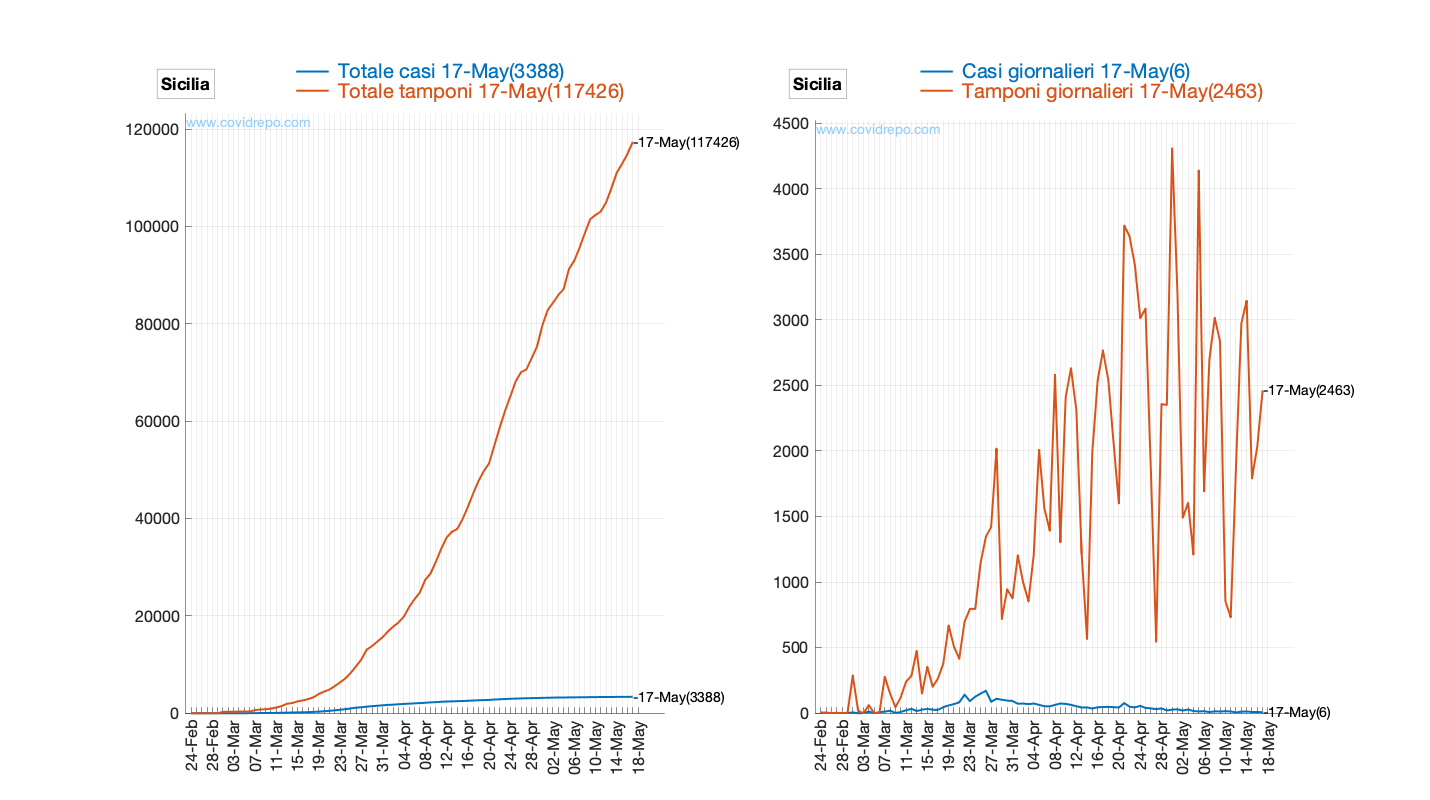 Sicilia
Totale casi 17-May(3388)
Totale tamponi 17-May(117426)
www.covidrepo.com
120000
100000
80000
60000
40000
20000
0
-17-May(117426)
-17-May(3388)
24-Feb
28-Feb
03-Mar
07-Mar
11-Mar
15-Mar
19-Mar
23-Mar
27-Mar
31-Mar
04-Apr
08-Apr
12-Apr
16-Apr
20-Apr
24-Apr
28-Apr
02-May
06-May
10-May
14-May
18-May
Sicilia
Casi giornalieri 17-May(6)
Tamponi giornalieri 17-May(2463)
www.covidrepo.com
4500
4000
3500
3000
2500
2000
1500
1000
500
0
-17-May(2463)
-17-May(6)
24-Feb
28-Feb
03-Mar
07-Mar
11-Mar
15-Mar
19-Mar
23-Mar
27-Mar
31-Mar
04-Apr
08-Apr
12-Apr
16-Apr
20-Apr
24-Apr
28-Apr
02-May
06-May
10-May
14-May
18-May